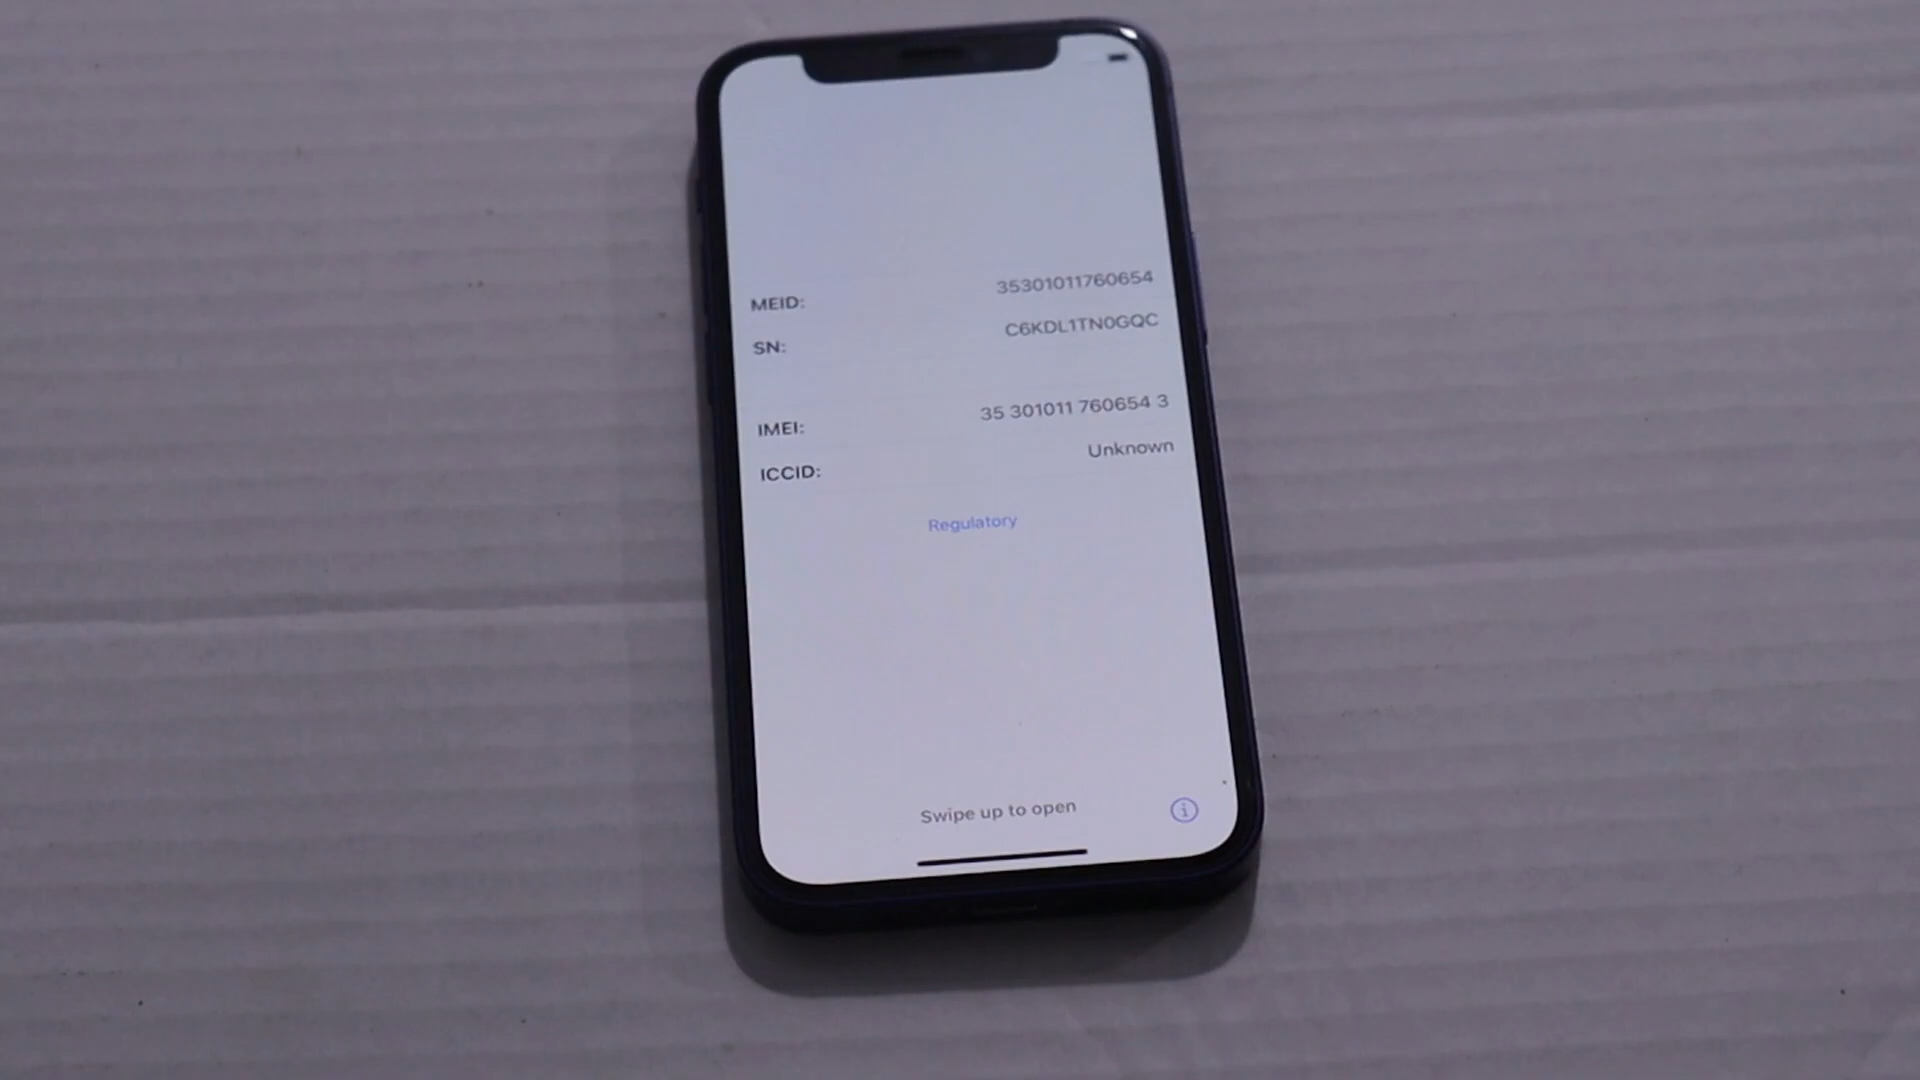 MEID: 35301011760654
SN: C6KDL1TN0GQC
IMEI: 35 301011 760654 3
ICCID: Unknown
Regulatory
Swipe up to open